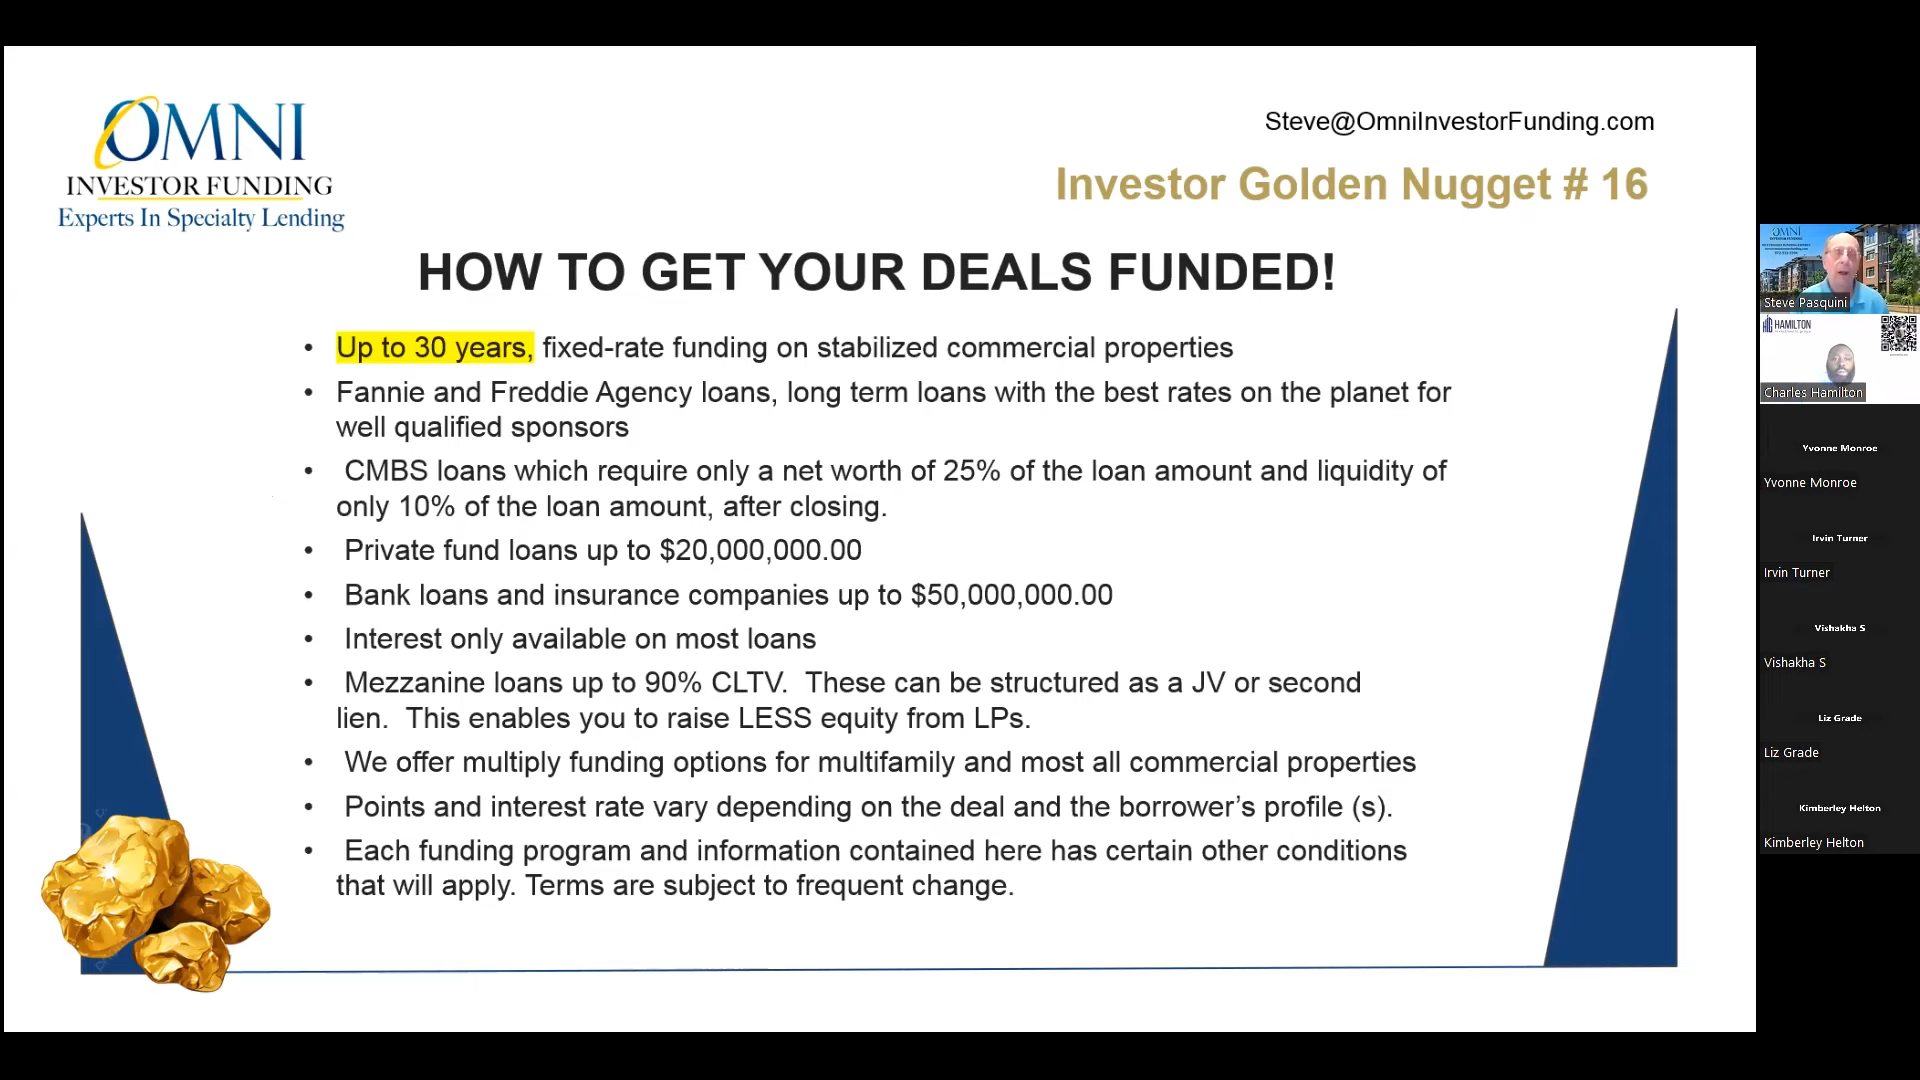 OMNI
INVESTOR FUNDING
Experts In Specialty Lending
Steve@OmniInvestorFunding.com
Investor Golden Nugget # 16
HOW TO GET YOUR DEALS FUNDED!
• Up to 30 years, fixed-rate funding on stabilized commercial properties
• Fannie and Freddie Agency loans, long term loans with the best rates on the planet for
well qualified sponsors
• CMBS loans which require only a net worth of 25% of the loan amount and liquidity of
only 10% of the loan amount, after closing.
• Private fund loans up to $20,000,000.00
• Bank loans and insurance companies up to $50,000,000.00
• Interest only available on most loans
• Mezzanine loans up to 90% CLTV. These can be structured as a JV or second
lien. This enables you to raise LESS equity from LPs.
• We offer multiply funding options for multifamily and most all commercial properties
• Points and interest rate vary depending on the deal and the borrower’s profile (s).
• Each funding program and information contained here has certain other conditions
that will apply. Terms are subject to frequent change.
OMNI
Steve Pasquini
HAMILTON
Charles Hamilton
Yvonne Monroe
Yvonne Monroe
Irvin Turner
Irvin Turner
Vishakha S
Vishakha S
Liz Grade
Liz Grade
Kimberley Helton
Kimberley Helton